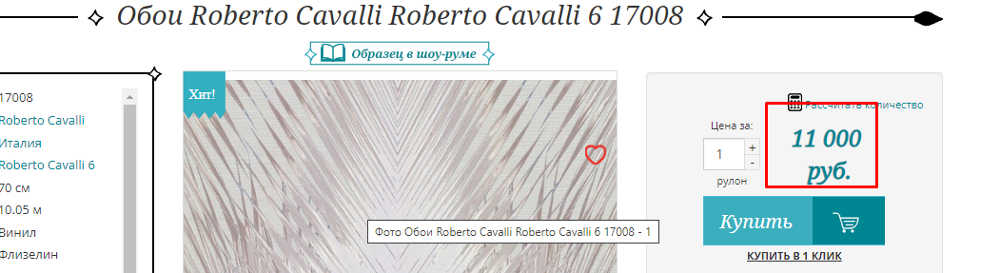 Обои Roberto Cavalli Roberto Cavalli 6 17008
Образец в шоу-руме
17008
Roberto Cavalli
Италия
Roberto Cavalli 6
70 см
10.05 м
Винил
Флизелин
Хит!
Фото Обои Roberto Cavalli Roberto Cavalli 6 17008 - 1
Рассчитать количество
Цена за:
1
+
-
рулон
11 000
руб.
Купить
КУПИТЬ В 1 КЛИК